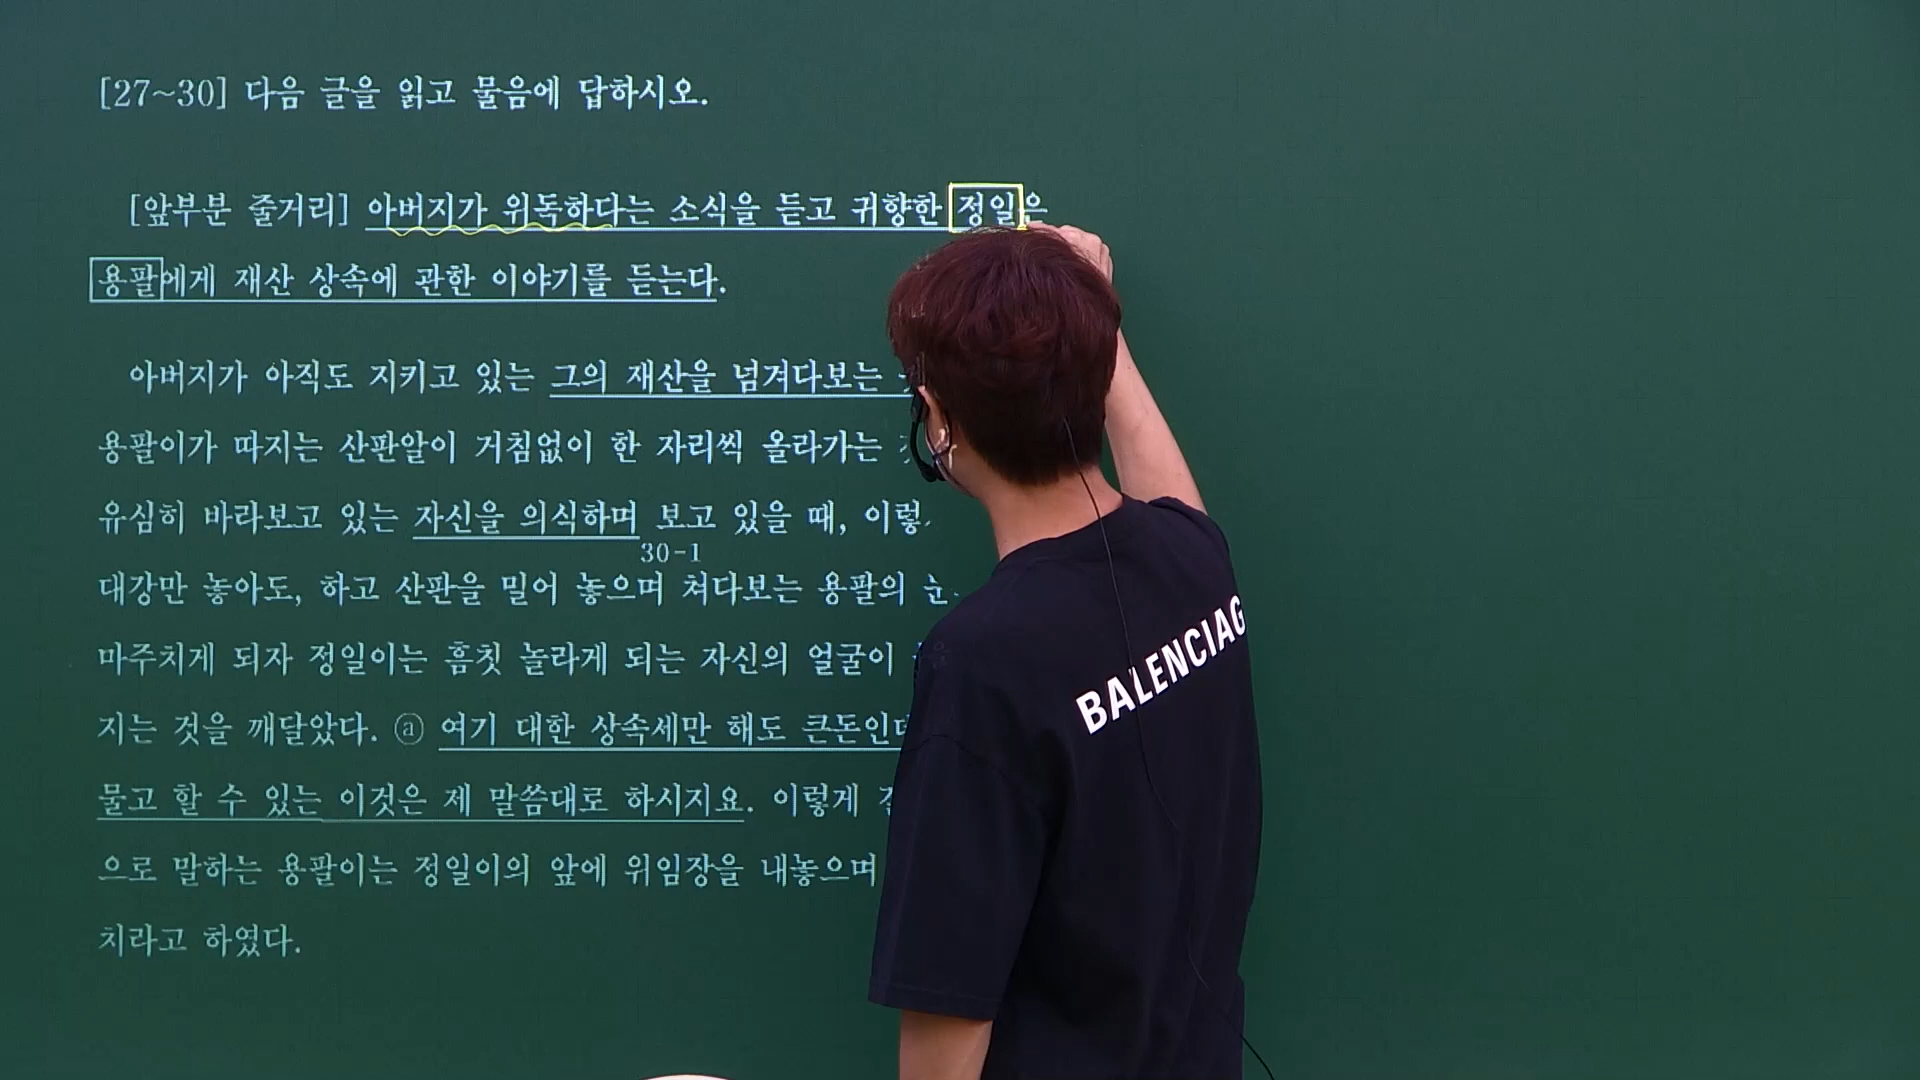 [27~30] 다음 글을 읽고 물음에 답하시오.
[앞부분 줄거리] 아버지가 위독하다는 소식을 듣고 귀향한 정일은
용팔에게 재산 상속에 관한 이야기를 듣는다.
아버지가 아직도 지키고 있는 그의 재산을 넘겨다보는
용팔이가 따지는 산판알이 거침없이 한 자리씩 올라가는
유심히 바라보고 있는 자신을 의식하며 보고 있을 때, 이렇
30-1
대강만 놓아도, 하고 산판을 밀어 놓으며 쳐다보는 용팔의
마주치게 되자 정일이는 흠칫 놀라게 되는 자신의 얼굴이
지는 것을 깨달았다. ⓐ 여기 대한 상속세만 해도 큰돈인데
물고 할 수 있는 이것은 제 말씀대로 하시지요. 이렇게
으로 말하는 용팔이는 정일이의 앞에 위임장을 내놓으며
치라고 하였다.
BALENCIAG